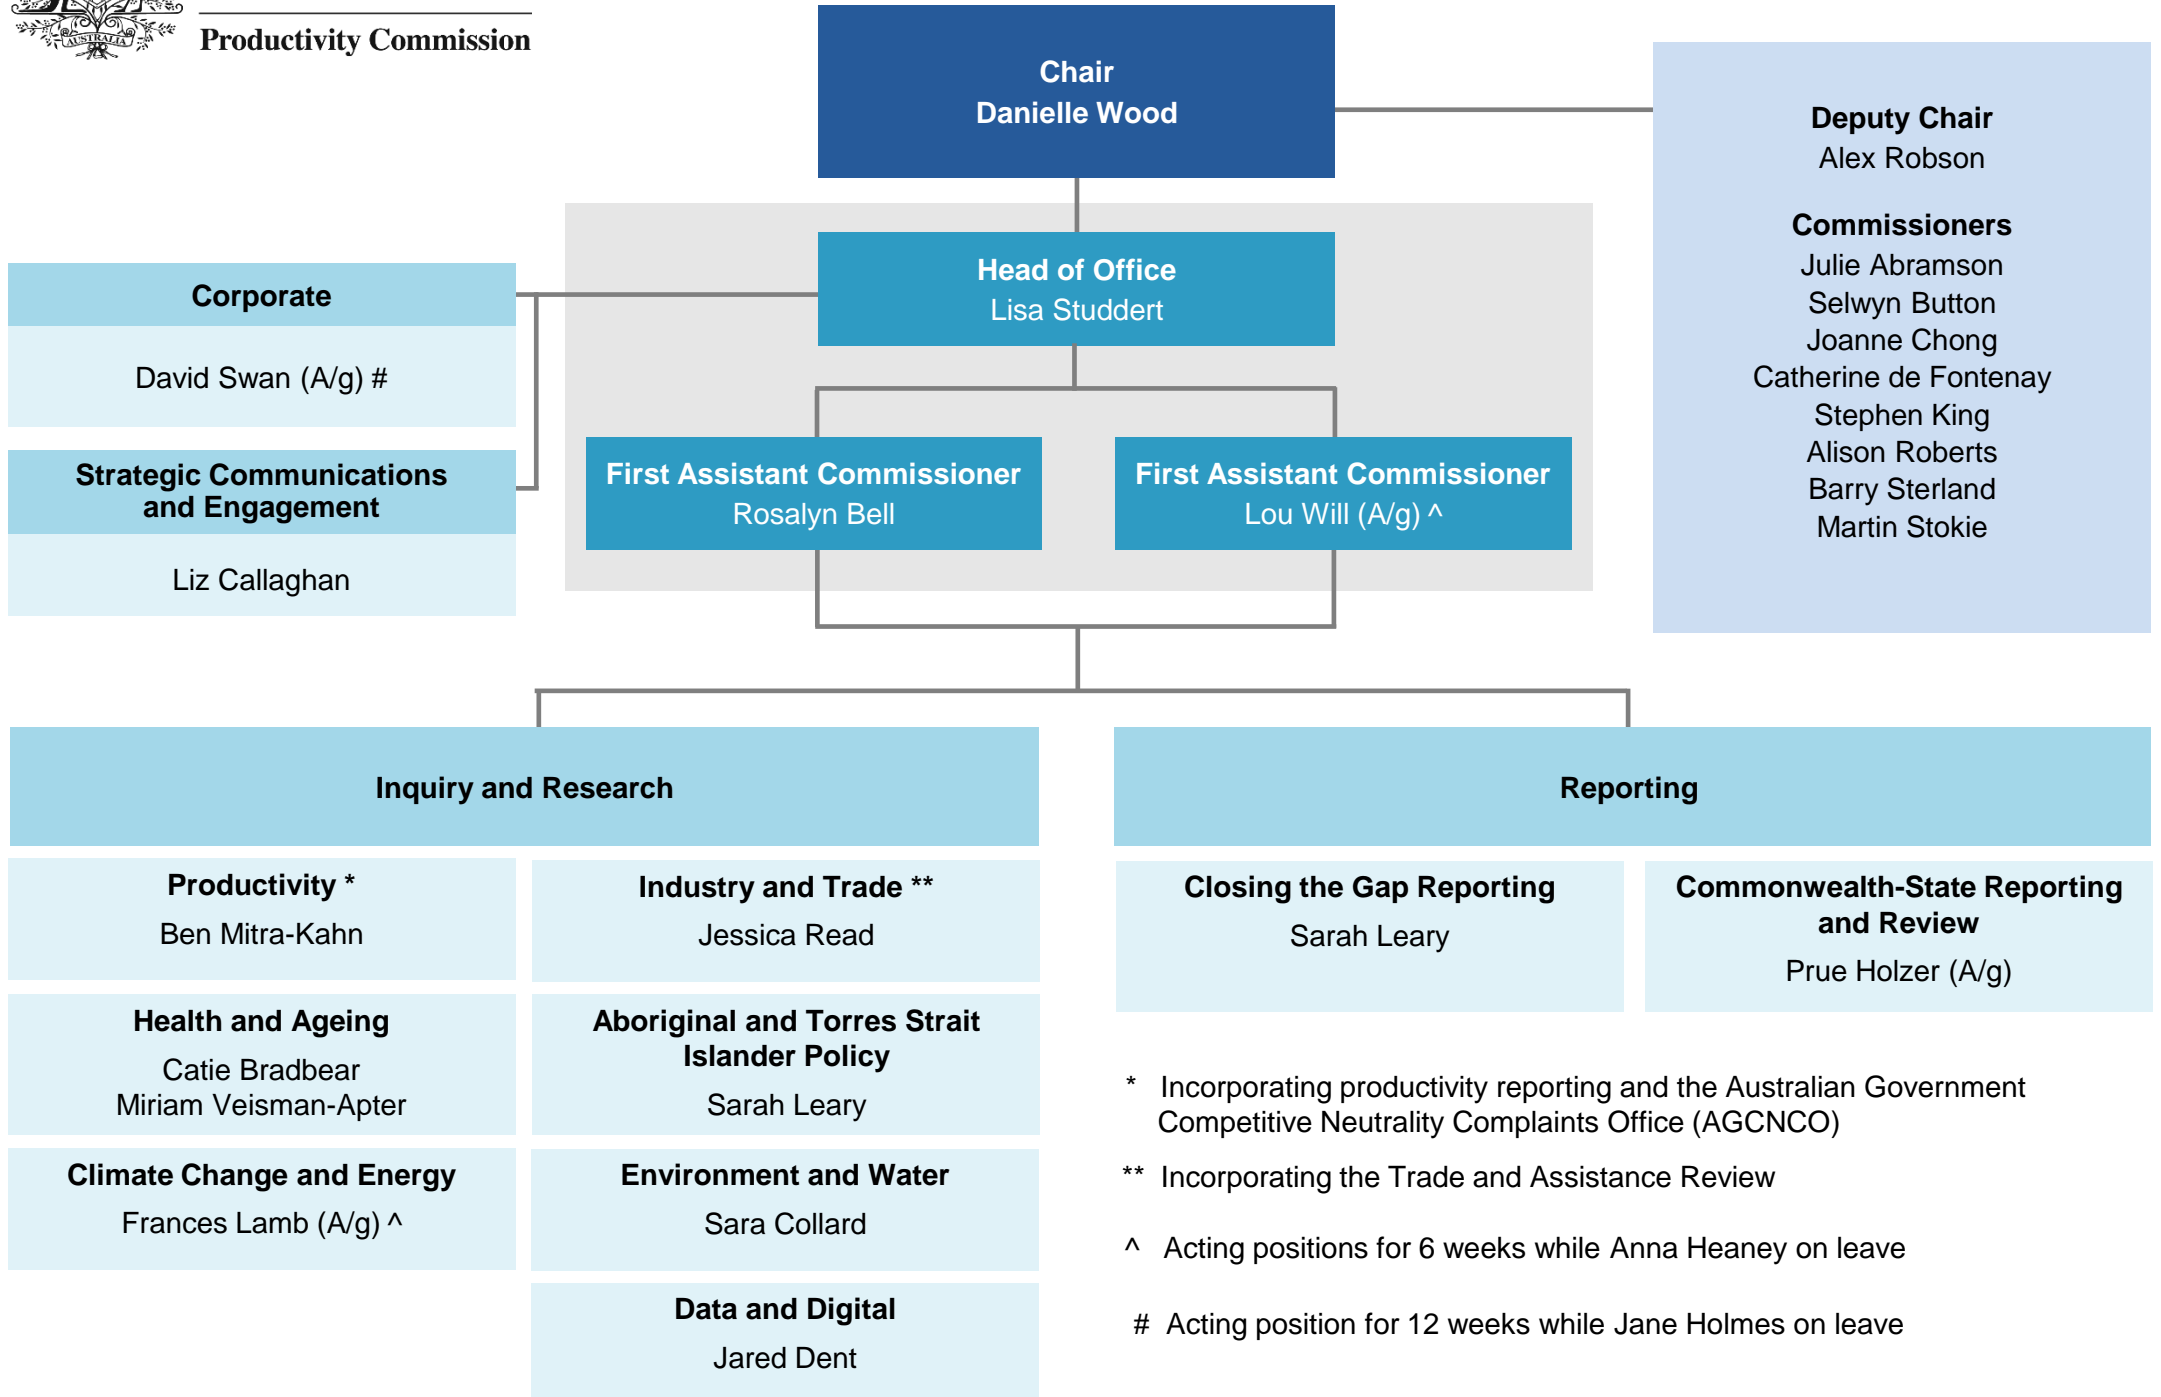 AUSTRALIA
Productivity Commission
Chair
Danielle Wood
Deputy Chair
Alex Robson
Commissioners
Julie Abramson
Selwyn Button
Joanne Chong
Catherine de Fontenay
Stephen King
Alison Roberts
Barry Sterland
Martin Stokie
Head of Office
Lisa Studdert
Corporate
David Swan (A/g) #
Strategic Communications
and Engagement
Liz Callaghan
First Assistant Commissioner
Rosalyn Bell
First Assistant Commissioner
Lou Will (A/g) ^
Inquiry and Research
Productivity *
Ben Mitra-Kahn
Industry and Trade **
Jessica Read
Health and Ageing
Catie Bradbear
Miriam Veisman-Apter
Aboriginal and Torres Strait
Islander Policy
Sarah Leary
Climate Change and Energy
Frances Lamb (A/g) ^
Environment and Water
Sara Collard
Data and Digital
Jared Dent
Reporting
Closing the Gap Reporting
Sarah Leary
Commonwealth-State Reporting
and Review
Prue Holzer (A/g)
* Incorporating productivity reporting and the Australian Government
Competitive Neutrality Complaints Office (AGCNCO)
** Incorporating the Trade and Assistance Review
^ Acting positions for 6 weeks while Anna Heaney on leave
# Acting position for 12 weeks while Jane Holmes on leave